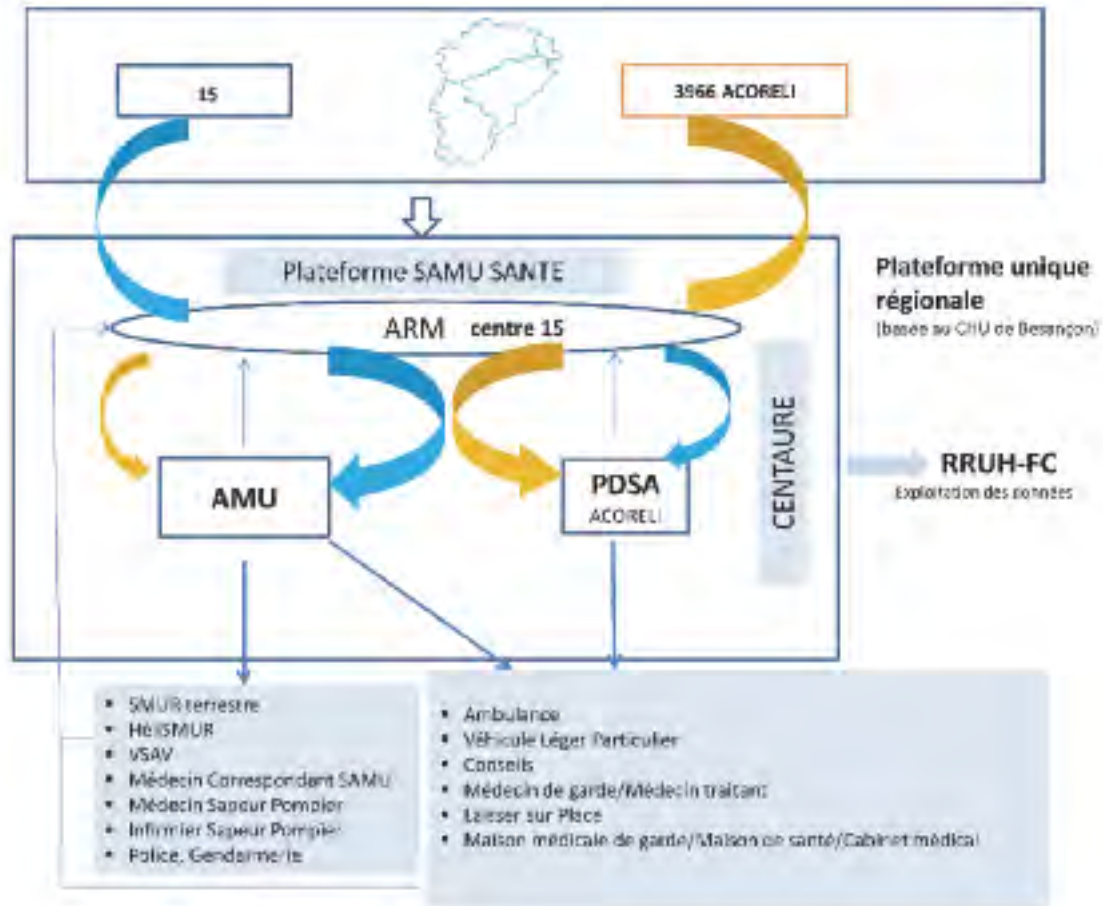 15
3966 ACORELI
Plateforme SAMU SANTE
ARM centre 15
Plateforme unique
régionale
(basée au CHU de Besançon)
AMU
PDSA
ACORELI
CENTAURE
RRUH-FC
Exploitation des données
SMUR terrestre
HéliSMUR
VSAV
Médecin Correspondant SAMU
Médecin Sapeur Pompier
Infirmier Sapeur Pompier
Police, Gendarmerie
Ambulance
Véhicule Léger Particulier
Conseils
Médecin de garde/Médecin traitant
Laisser sur Place
Maison médicale de garde/Maison de santé/Cabinet médical